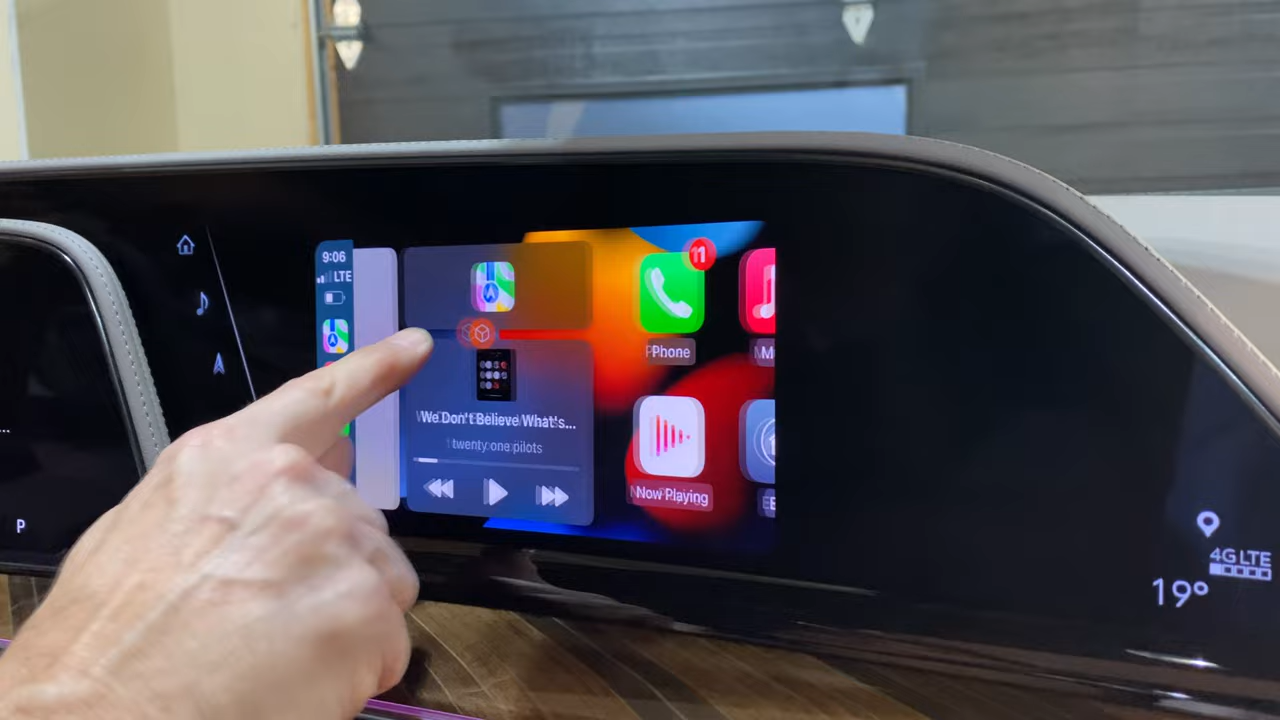 9:06
LTE
11
Phone
M
We Don't Believe What's...
twenty one pilots
Now Playing
...
P
4G LTE
19°